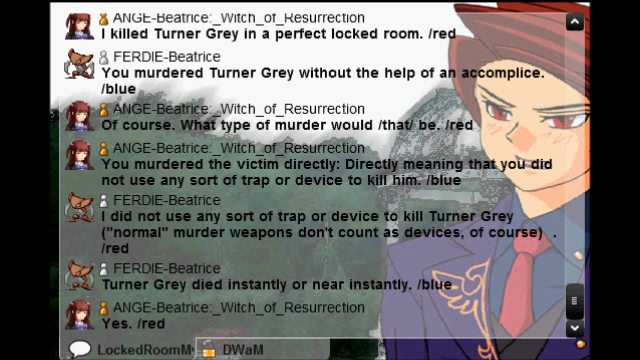 ANGE-Beatrice:_Witch_of_Resurrection
I killed Turner Grey in a perfect locked room. /red
FERDIE-Beatrice
You murdered Turner Grey without the help of an accomplice.
/blue
ANGE-Beatrice:_Witch_of_Resurrection
Of course. What type of murder would /that/ be. /red
ANGE-Beatrice:_Witch_of_Resurrection
You murdered the victim directly: Directly meaning that you did
not use any sort of trap or device to kill him. /blue
FERDIE-Beatrice
I did not use any sort of trap or device to kill Turner Grey
("normal" murder weapons don't count as devices, of course) .
/red
FERDIE-Beatrice
Turner Grey died instantly or near instantly. /blue
ANGE-Beatrice:_Witch_of_Resurrection
Yes. /red
LockedRoomMy
DWaM